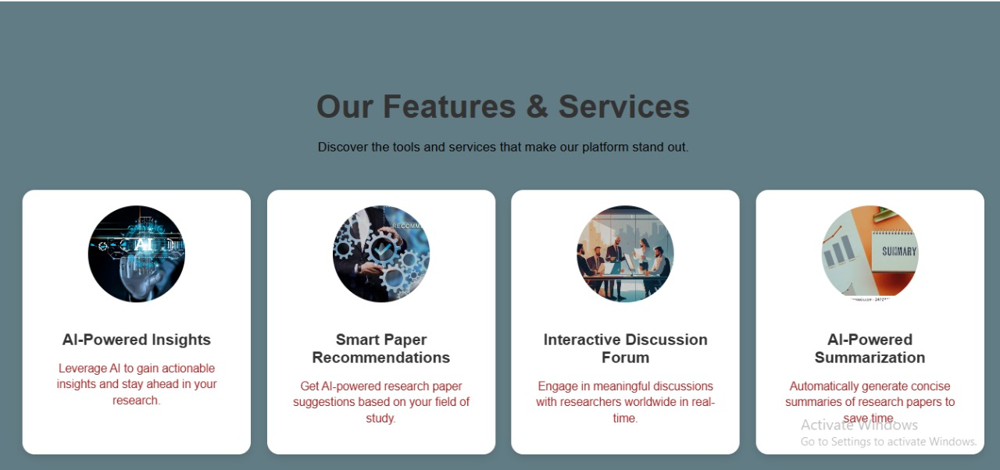 Our Features & Services
Discover the tools and services that make our platform stand out.
AI
RECOMM
SUMMARY
AI-Powered Insights
Leverage AI to gain actionable
insights and stay ahead in your
research.
Smart Paper
Recommendations
Get AI-powered research paper
suggestions based on your field of
study.
Interactive Discussion
Forum
Engage in meaningful discussions
with researchers worldwide in real-
time.
AI-Powered
Summarization
Automatically generate concise
summaries of research papers to
save time.
Activate Windows
Go to Settings to activate Windows.